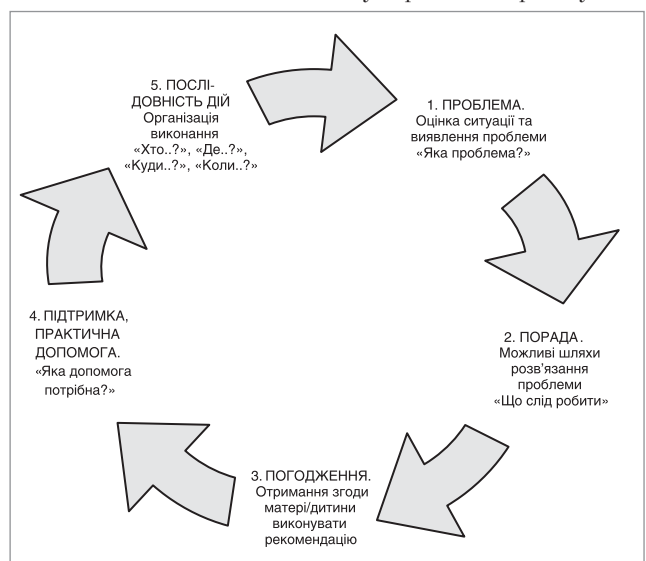 1. ПРОБЛЕМА.
Оцінка ситуації та
виявлення проблеми
«Яка проблема?»
2. ПОРАДА.
Можливі шляхи
розв’язання
проблеми
«Що слід робити»
3. ПОГОДЖЕННЯ.
Отримання згоди
матері/дитини
виконувати
рекомендацію
4. ПІДТРИМКА,
ПРАКТИЧНА
ДОПОМОГА.
«Яка допомога
потрібна?»
5. ПОСЛІ-
ДОВНІСТЬ ДІЙ
Організація
виконання
«Хто..?», «Де..?»,
«Куди..?», «Коли..?»